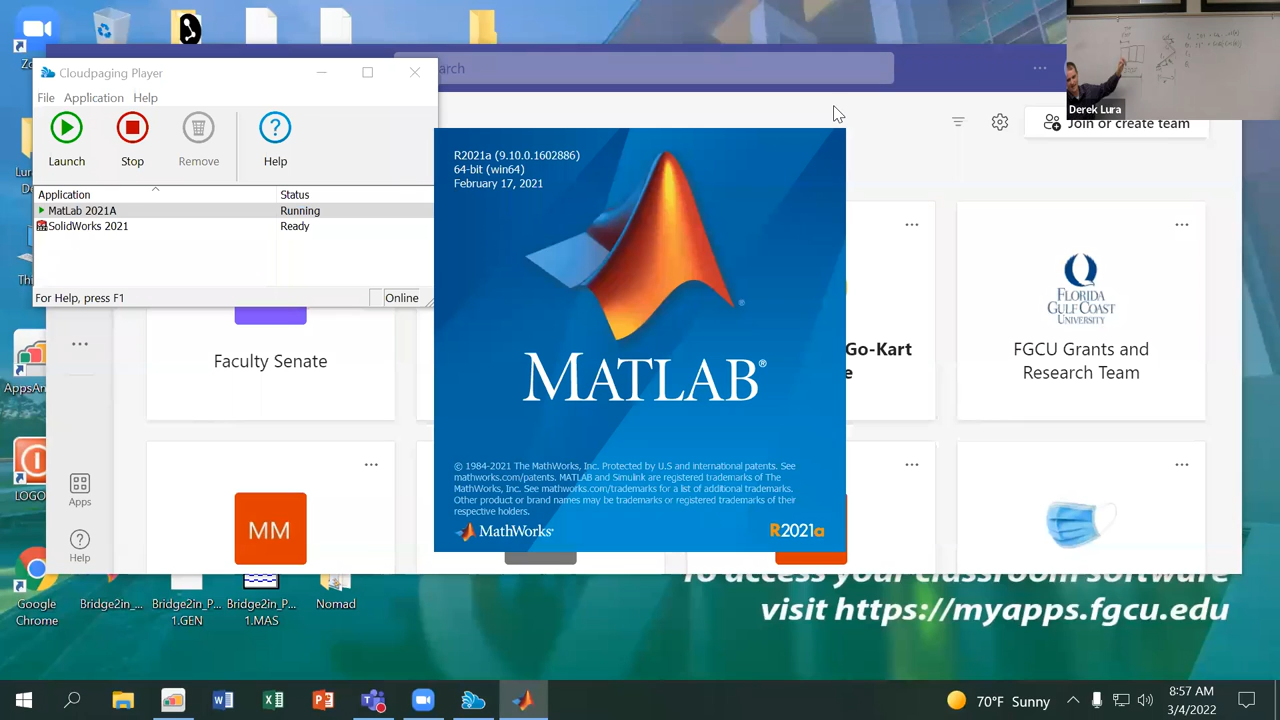 Cloudpaging Player
File Application Help
Launch
Stop
Remove
Help
Application Status
MatLab 2021A Running
SolidWorks 2021 Ready
For Help, press F1
Online
arch
Derek Lura
Join or create team
R2021a (9.10.0.1602886)
64-bit (win64)
February 17, 2021
MATLAB®
© 1984-2021 The MathWorks, Inc. Protected by U.S and international patents. See
mathworks.com/patents. MATLAB and Simulink are registered trademarks of The
MathWorks, Inc. See mathworks.com/trademarks for a list of additional trademarks.
Other product or brand names may be trademarks or registered trademarks of their
respective holders.
MathWorks®
R2021a
Faculty Senate
Go-Kart
e
FLORIDA
GULF COAST
UNIVERSITY
FGCU Grants and
Research Team
MM
Apps
Help
Google
Chrome
Bridge2in_...
Bridge2in_P...
1.GEN
Bridge2in_P...
1.MAS
Nomad
AppsAn
LOGO
To access your classroom software
visit https://myapps.fgcu.edu
70°F Sunny
8:57 AM
3/4/2022